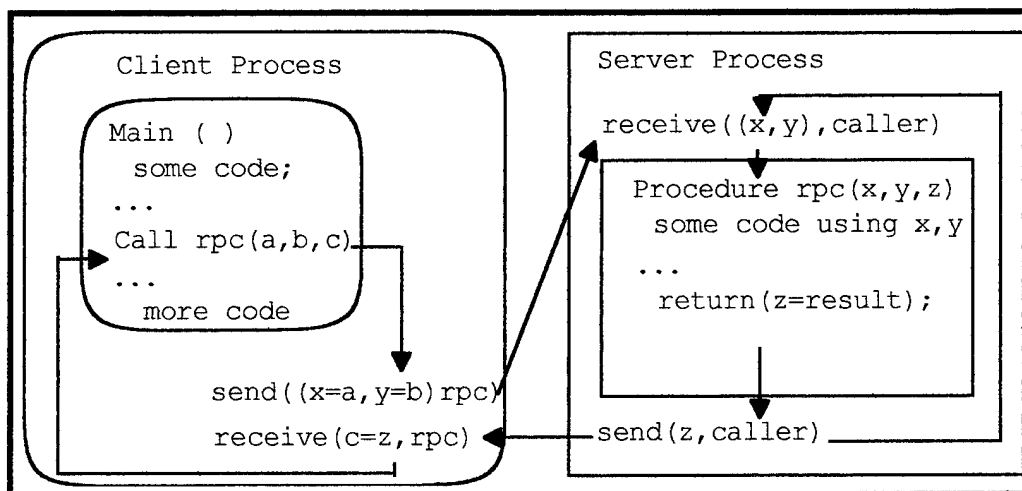 Client Process
Main ( )
some code;
...
Call rpc(a,b,c)
...
more code
send((x=a,y=b)rpc)
receive(c=z,rpc)
Server Process
receive((x,y),caller)
Procedure rpc(x,y,z)
some code using x,y
...
return(z=result);
send(z,caller)